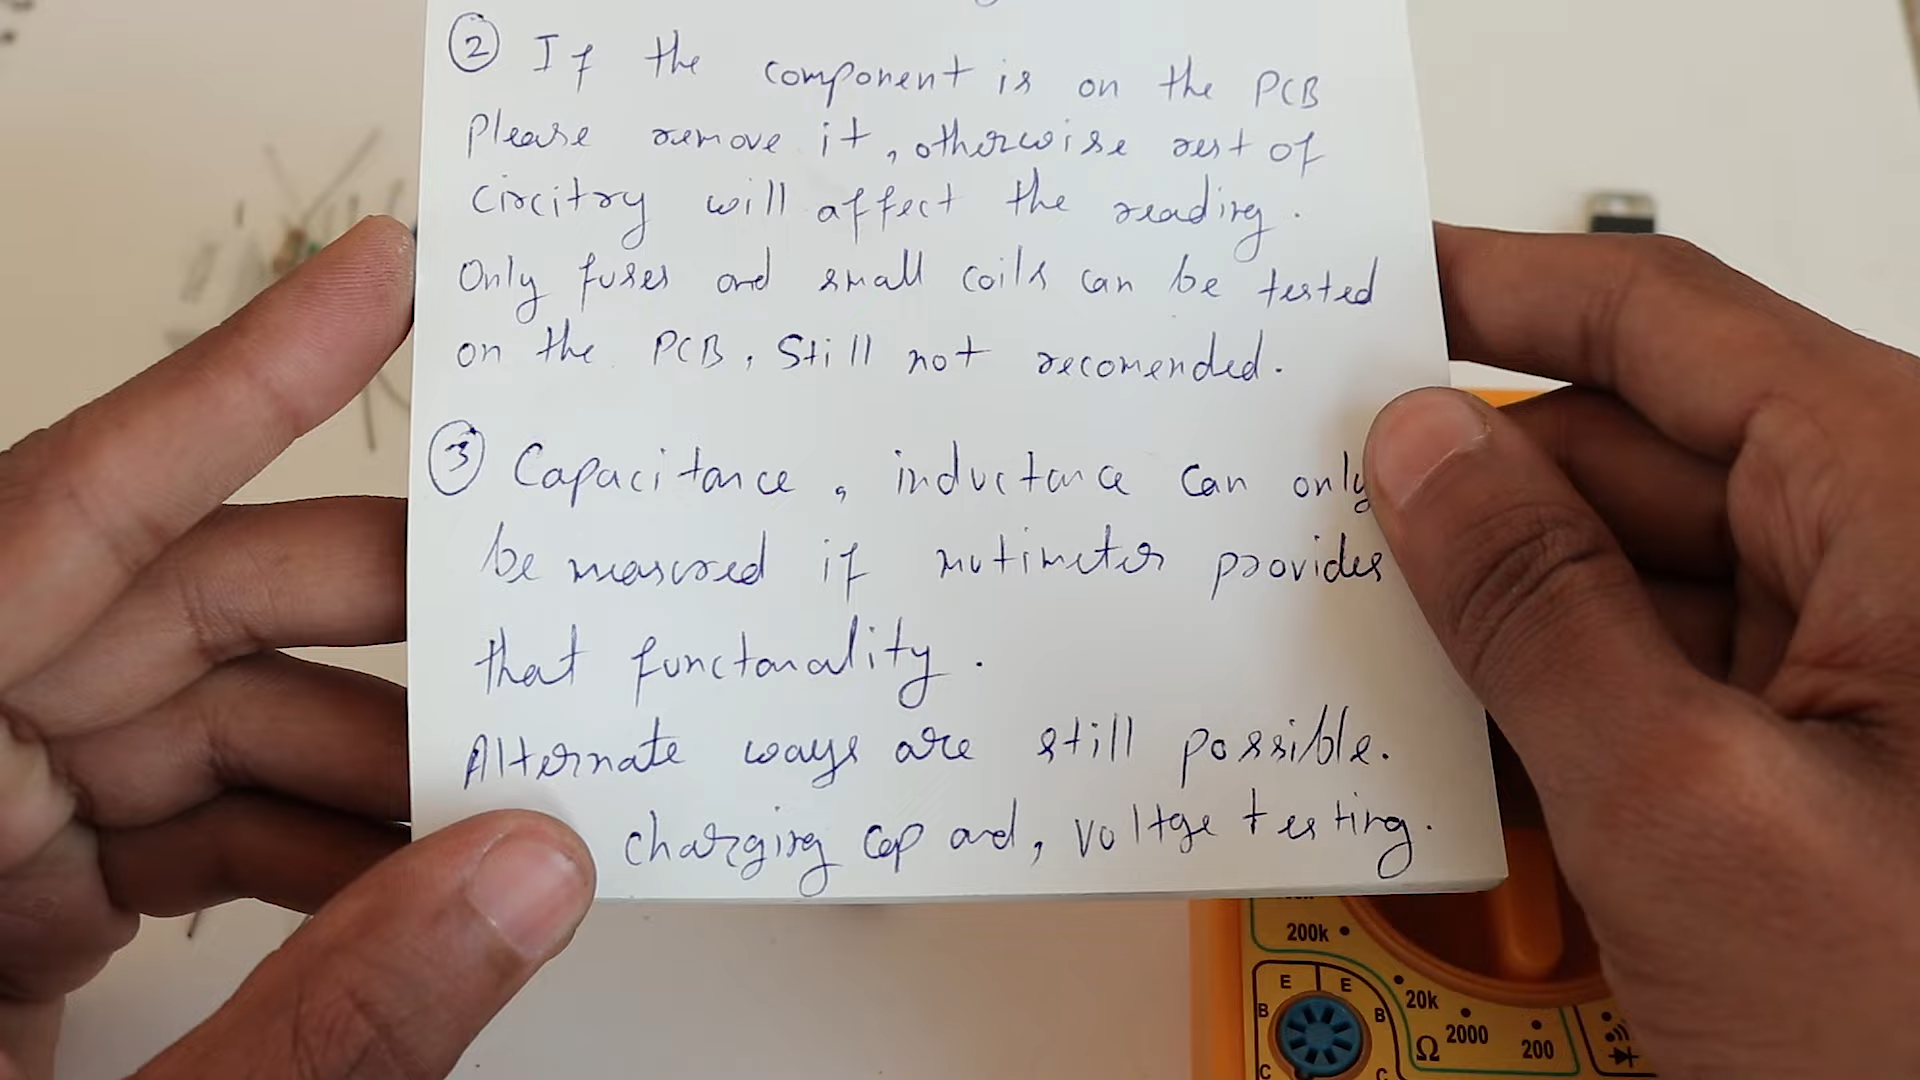 ② If the component is on the PCB
Please remove it, otherwise rest of
circitry will affect the reading.
Only fuses and small coils can be tested
on the PCB, Still not recomended.
③ Capacitance, inductance can only
be measured if mutimeter provides
that functonality.
Alternate ways are still possible.
charging cap and, voltge testing.
200k
20k
2000
200
Ω
E E
B B
C C